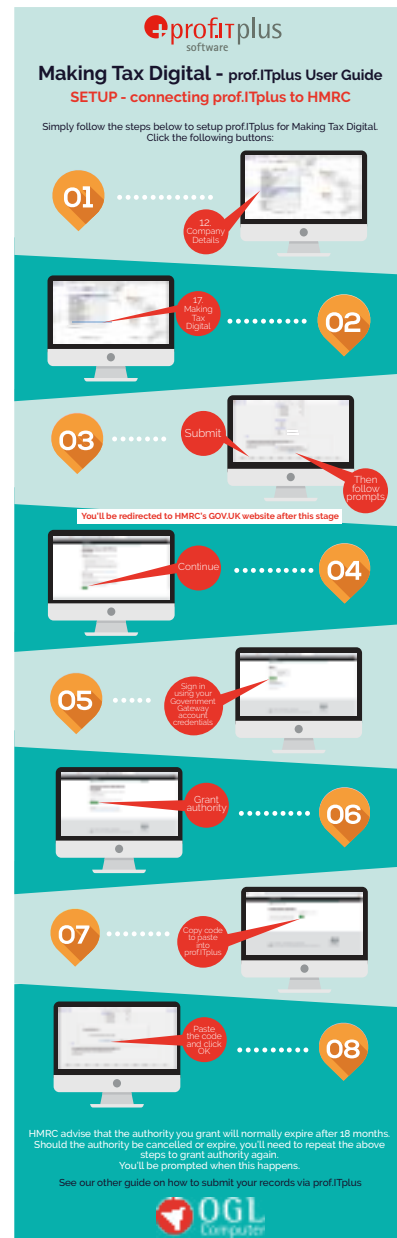 prof.ITplus
software
Making Tax Digital - prof.ITplus User Guide
SETUP - connecting prof.ITplus to HMRC
Simply follow the steps below to setup prof.ITplus for Making Tax Digital.
Click the following buttons:
01
12.
Company
Details
17.
Making
Tax
Digital
02
03
Submit
Then
follow
prompts
You'll be redirected to HMRC's GOV.UK website after this stage
Continue
04
05
Sign in
using your
Government
Gateway
account
credentials
Grant
authority
06
07
Copy code
to paste
into
prof.ITplus
Paste
the code
and click
OK
08
HMRC advise that the authority you grant will normally expire after 18 months.
Should the authority be cancelled or expire, you'll need to repeat the above
steps to grant authority again.
You'll be prompted when this happens.
See our other guide on how to submit your records via prof.ITplus
OGL
Computer